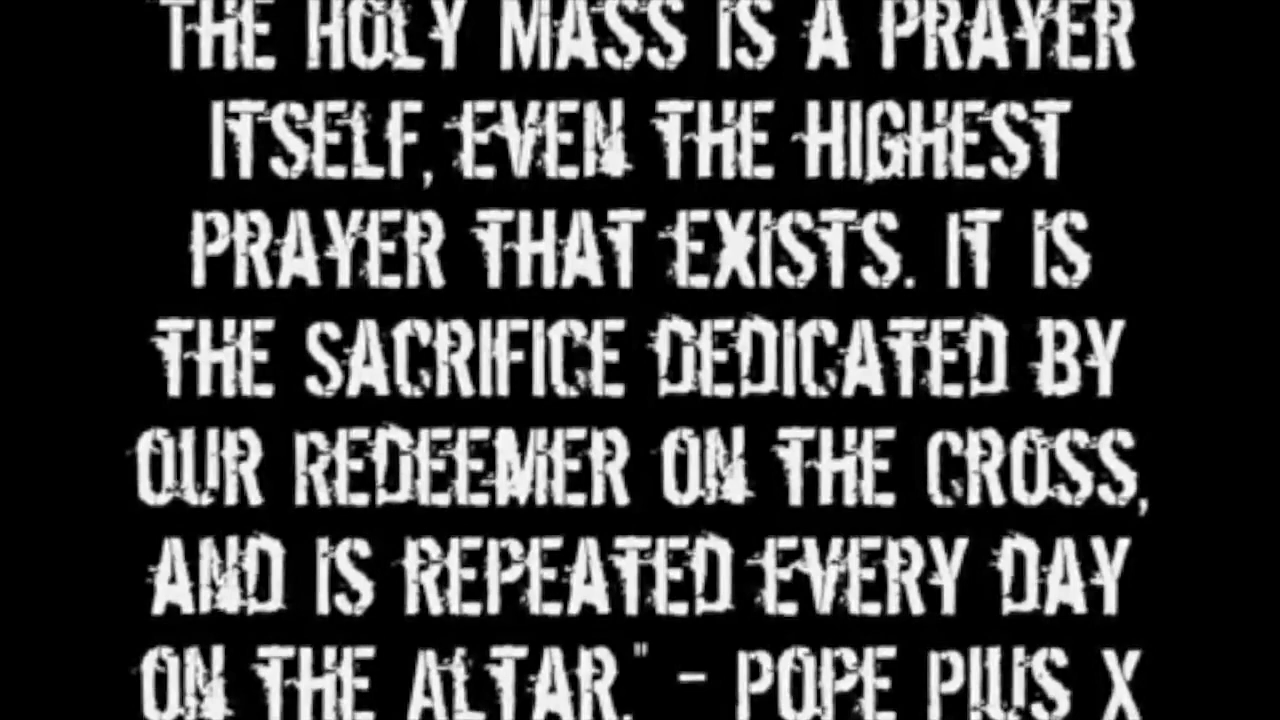 THE HOLY MASS IS A PRAYER
ITSELF, EVEN THE HIGHEST
PRAYER THAT EXISTS. IT IS
THE SACRIFICE DEDICATED BY
OUR REDEEMER ON THE CROSS,
AND IS REPEATED EVERY DAY
ON THE ALTAR." - POPE PIUS X